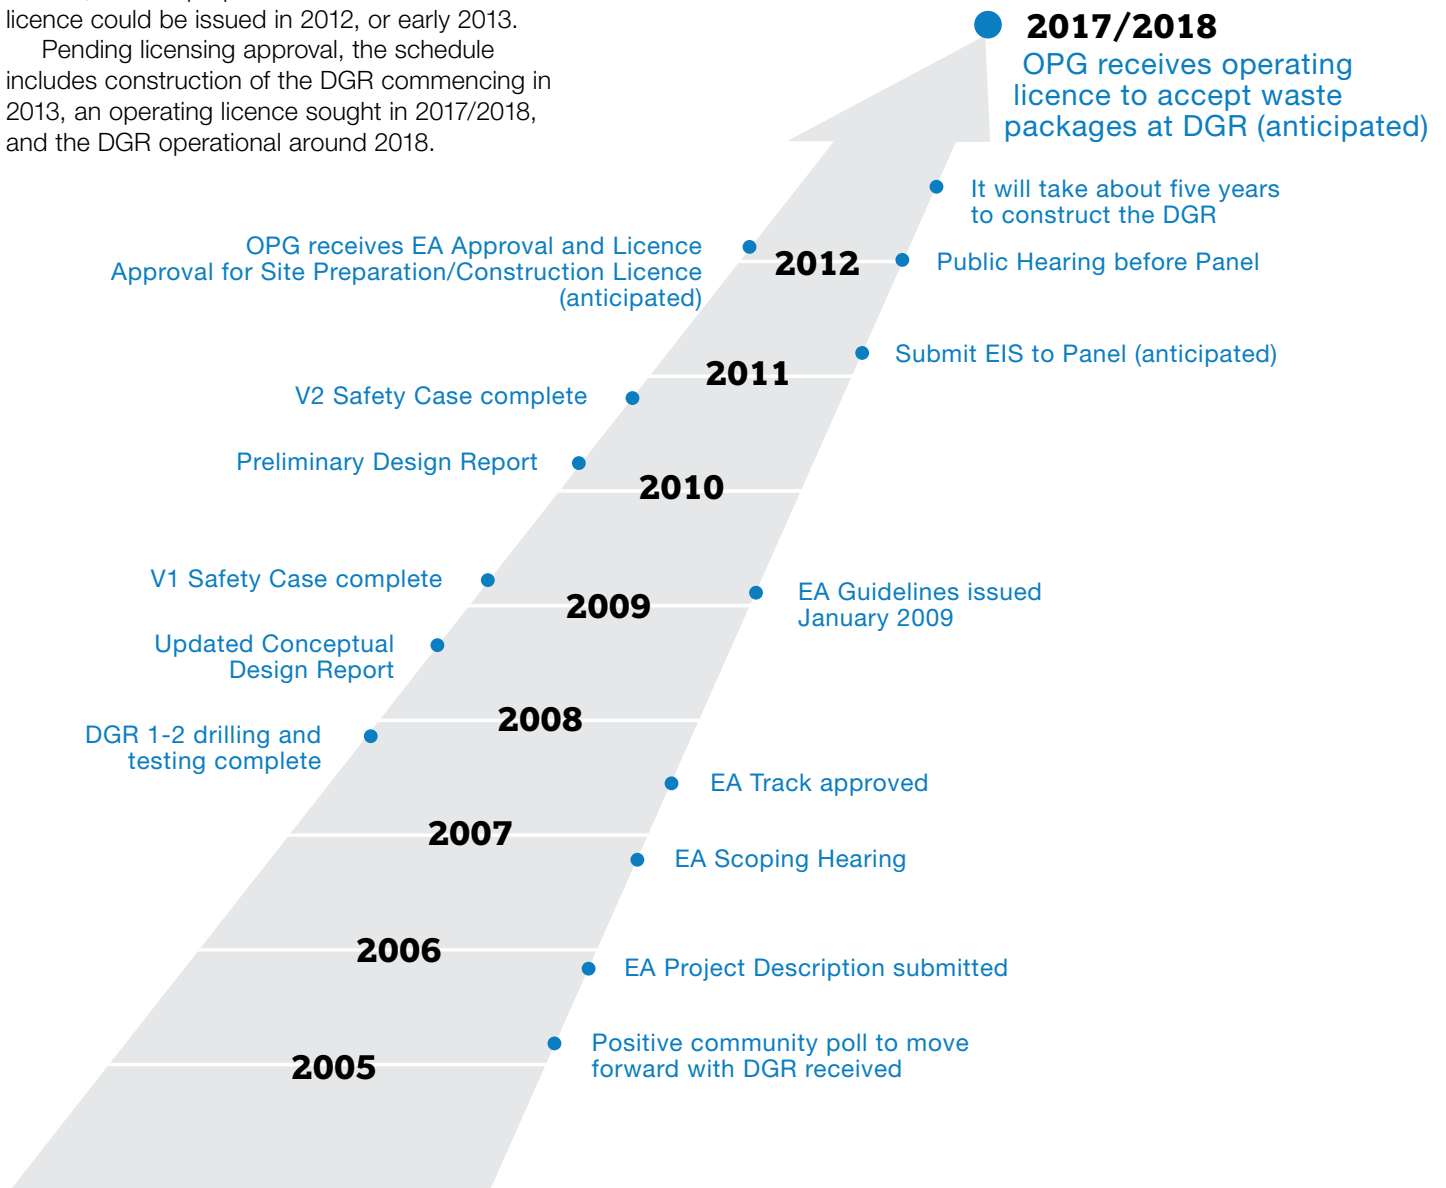 licence could be issued in 2012, or early 2013.
Pending licensing approval, the schedule
includes construction of the DGR commencing in
2013, an operating licence sought in 2017/2018,
and the DGR operational around 2018.
2017/2018
OPG receives operating
licence to accept waste
packages at DGR (anticipated)
It will take about five years
to construct the DGR
OPG receives EA Approval and Licence
Approval for Site Preparation/Construction Licence
(anticipated)
2012
Public Hearing before Panel
Submit EIS to Panel (anticipated)
2011
V2 Safety Case complete
Preliminary Design Report
2010
V1 Safety Case complete
EA Guidelines issued
January 2009
2009
Updated Conceptual
Design Report
2008
DGR 1-2 drilling and
testing complete
EA Track approved
2007
EA Scoping Hearing
2006
EA Project Description submitted
Positive community poll to move
forward with DGR received
2005